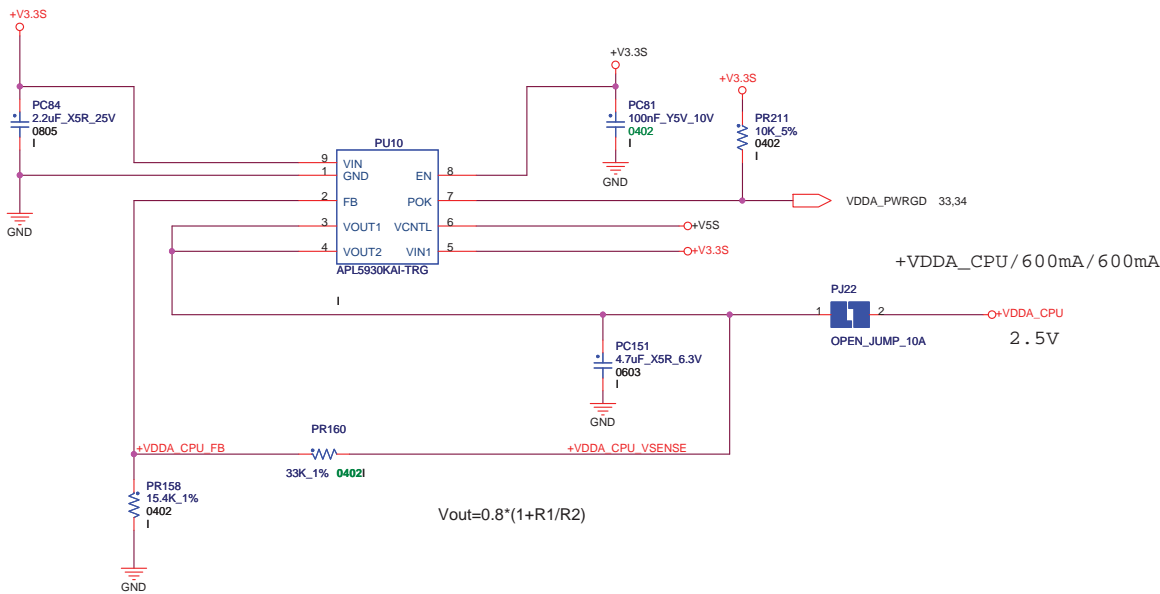 +V3.3S
PC84
2.2uF_X5R_25V
0805
I
GND
+V3.3S
PC81
100nF_Y5V_10V
0402
I
GND
+V3.3S
PR211
10K_5%
0402
I
PU10
9 VIN
1 GND
2 FB
3 VOUT1
4 VOUT2
EN 8
POK 7
VCNTL 6
VIN1 5
APL5930KAI-TRG
I
VDDA_PWRGD 33,34
+V5S
+V3.3S
+VDDA_CPU/600mA/600mA
PJ22
1 2
OPEN_JUMP_10A
+VDDA_CPU
2.5V
PC151
4.7uF_X5R_6.3V
0603
I
GND
+VDDA_CPU_FB
PR160
33K_1% 0402I
+VDDA_CPU_VSENSE
PR158
15.4K_1%
0402
I
GND
Vout=0.8*(1+R1/R2)